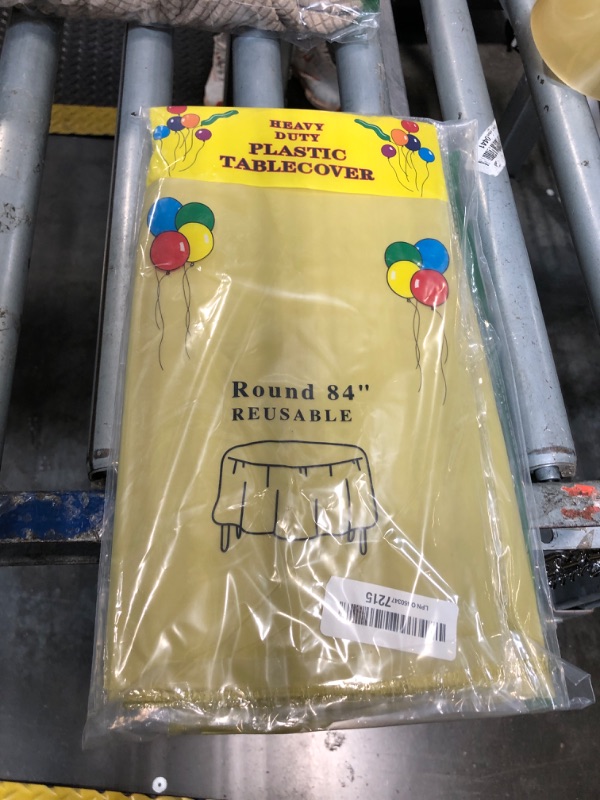 HEAVY
DUTY
PLASTIC
TABLECOVER
Round 84"
REUSABLE
7215